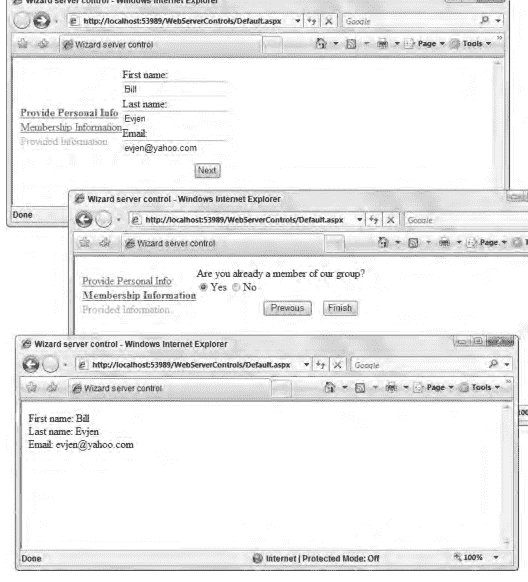 Wizard server control - Windows Internet Explorer
http://localhost:53989/WebServerControls/Default.aspx Google
Wizard server control Page Tools
First name:
Bill
Last name:
Provide Personal Info Evjen
Membership Information Email:
Provided Information evjen@yahoo.com
Next
Done
Wizard server control - Windows Internet Explorer
http://localhost:53989/WebServerControls/Default.aspx Google
Wizard server control Page
Provide Personal Info Are you already a member of our group?
Membership Information Yes No
Provided Information Previous Finish
Wizard server control - Windows Internet Explorer
http://localhost:53989/WebServerControls/Default.aspx Google
Wizard server control Page Tools
First name: Bill
Last name: Evjen
Email: evjen@yahoo.com
Done Internet | Protected Mode: Off 100%